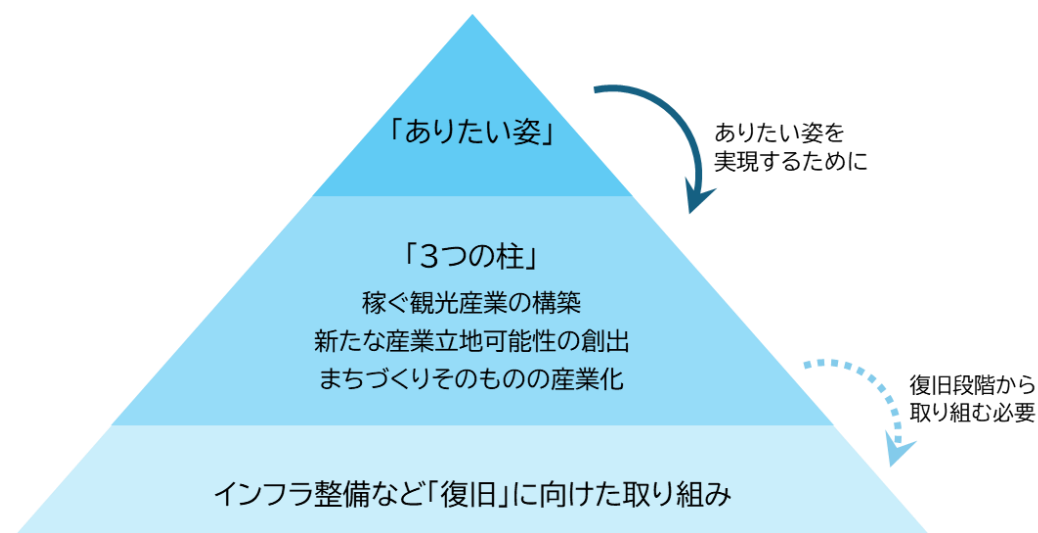 「ありたい姿」
ありたい姿を
実現するために
「3つの柱」
稼ぐ観光産業の構築
新たな産業立地可能性の創出
まちづくりそのものの産業化
復旧段階から
取り組む必要
インフラ整備など「復旧」に向けた取り組み